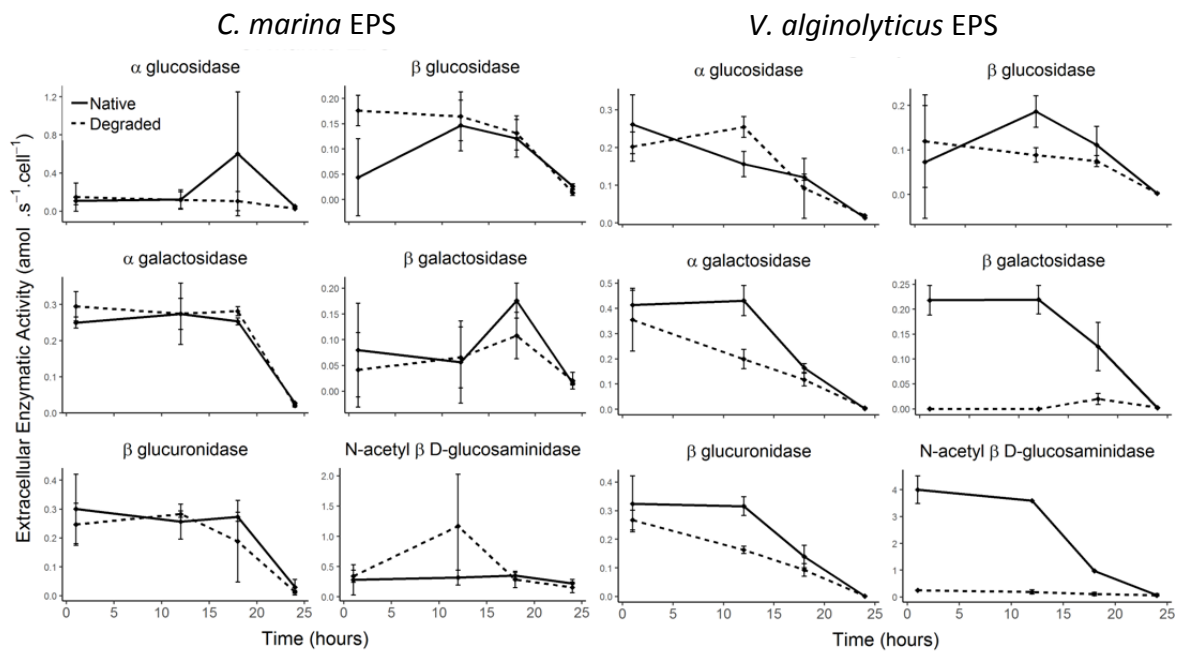 C. marina EPS
V. alginolyticus EPS
Extracellular Enzymatic Activity (amol .s⁻¹.cell⁻¹)
α glucosidase
Native
Degraded
1.2
0.8
0.4
0.0
β glucosidase
0.20
0.15
0.10
0.05
0.00
α glucosidase
0.3
0.2
0.1
0.0
β glucosidase
0.2
0.1
0.0
α galactosidase
0.3
0.2
0.1
0.0
β galactosidase
0.20
0.15
0.10
0.05
0.00
α galactosidase
0.5
0.4
0.3
0.2
0.1
0.0
β galactosidase
0.25
0.20
0.15
0.10
0.05
0.00
β glucuronidase
0.4
0.3
0.2
0.1
0.0
N-acetyl β D-glucosaminidase
2.0
1.5
1.0
0.5
0.0
β glucuronidase
0.4
0.3
0.2
0.1
0.0
N-acetyl β D-glucosaminidase
4
2
0
0 5 10 15 20 25
0 5 10 15 20 25
0 5 10 15 20 25
0 5 10 15 20 25
Time (hours)
Time (hours)